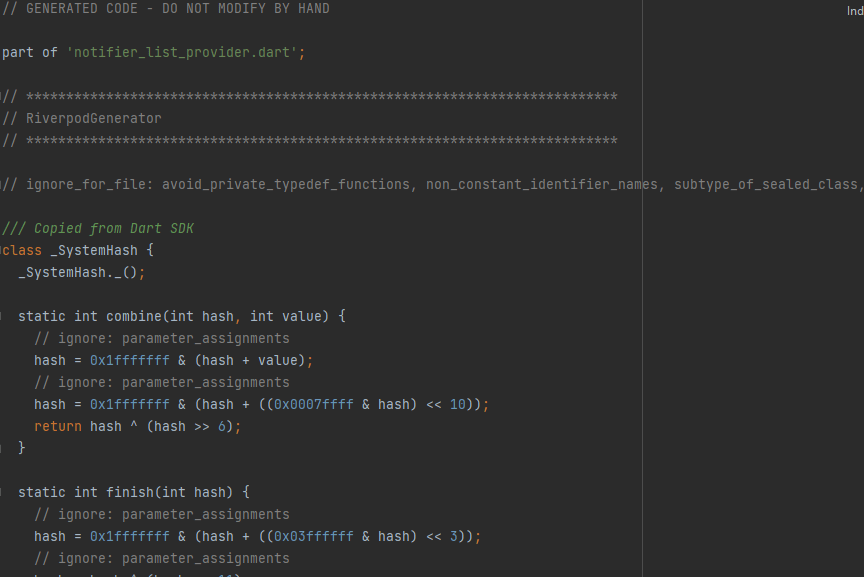 // GENERATED CODE - DO NOT MODIFY BY HAND
Ind
part of 'notifier_list_provider.dart';
// **************************************************************************
// RiverpodGenerator
// **************************************************************************
// ignore_for_file: avoid_private_typedef_functions, non_constant_identifier_names, subtype_of_sealed_class,
/// Copied from Dart SDK
class _SystemHash {
_SystemHash._();
static int combine(int hash, int value) {
// ignore: parameter_assignments
hash = 0x1fffffff & (hash + value);
// ignore: parameter_assignments
hash = 0x1fffffff & (hash + ((0x0007ffff & hash) << 10));
return hash ^ (hash >> 6);
}
static int finish(int hash) {
// ignore: parameter_assignments
hash = 0x1fffffff & (hash + ((0x03ffffff & hash) << 3));
// ignore: parameter_assignments